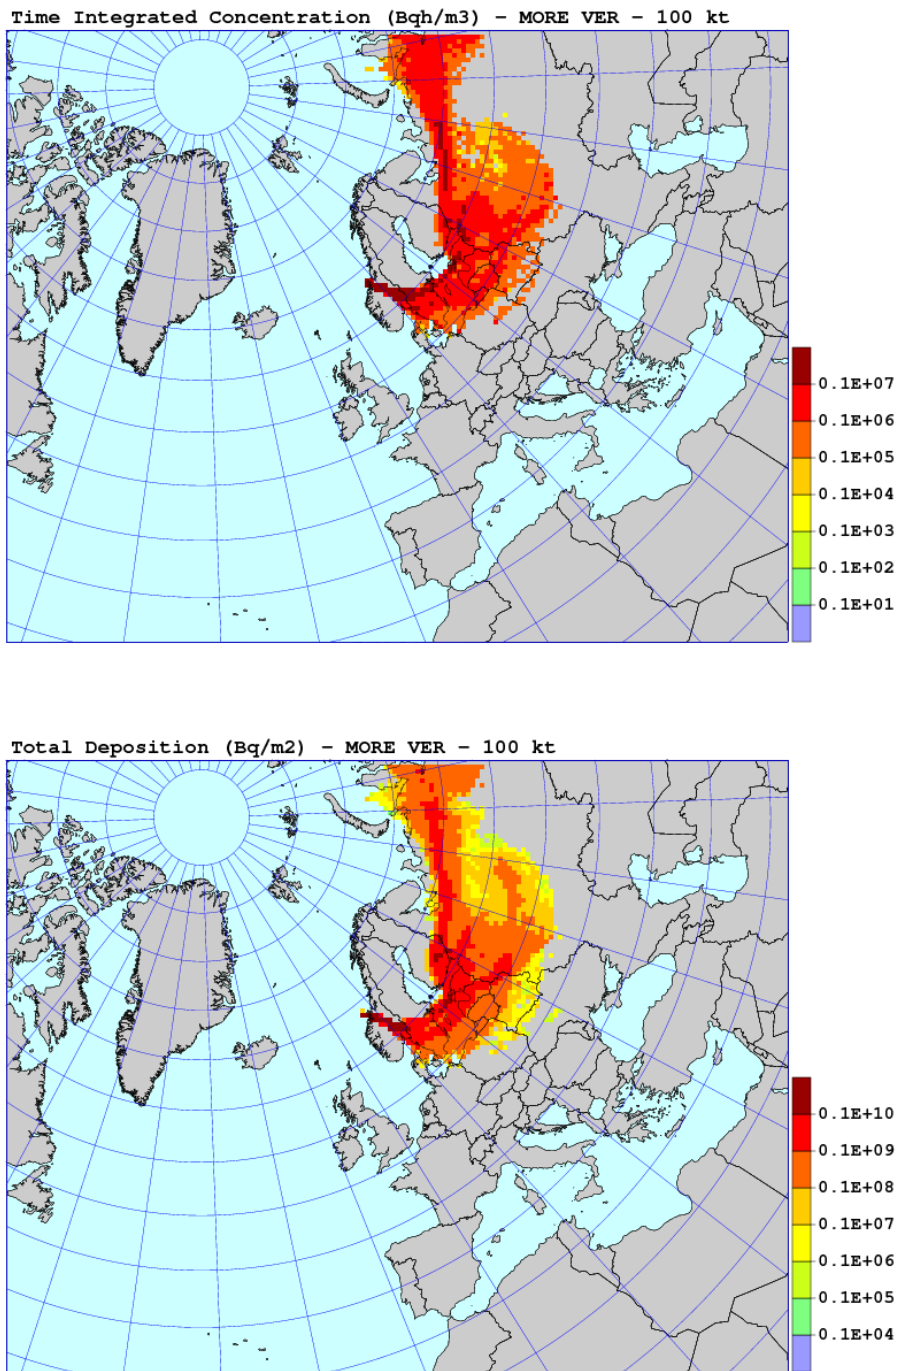 Time Integrated Concentration (Bqh/m3) – MORE VER – 100 kt
0.1E+07
0.1E+06
0.1E+05
0.1E+04
0.1E+03
0.1E+02
0.1E+01
Total Deposition (Bq/m2) – MORE VER – 100 kt
0.1E+10
0.1E+09
0.1E+08
0.1E+07
0.1E+06
0.1E+05
0.1E+04